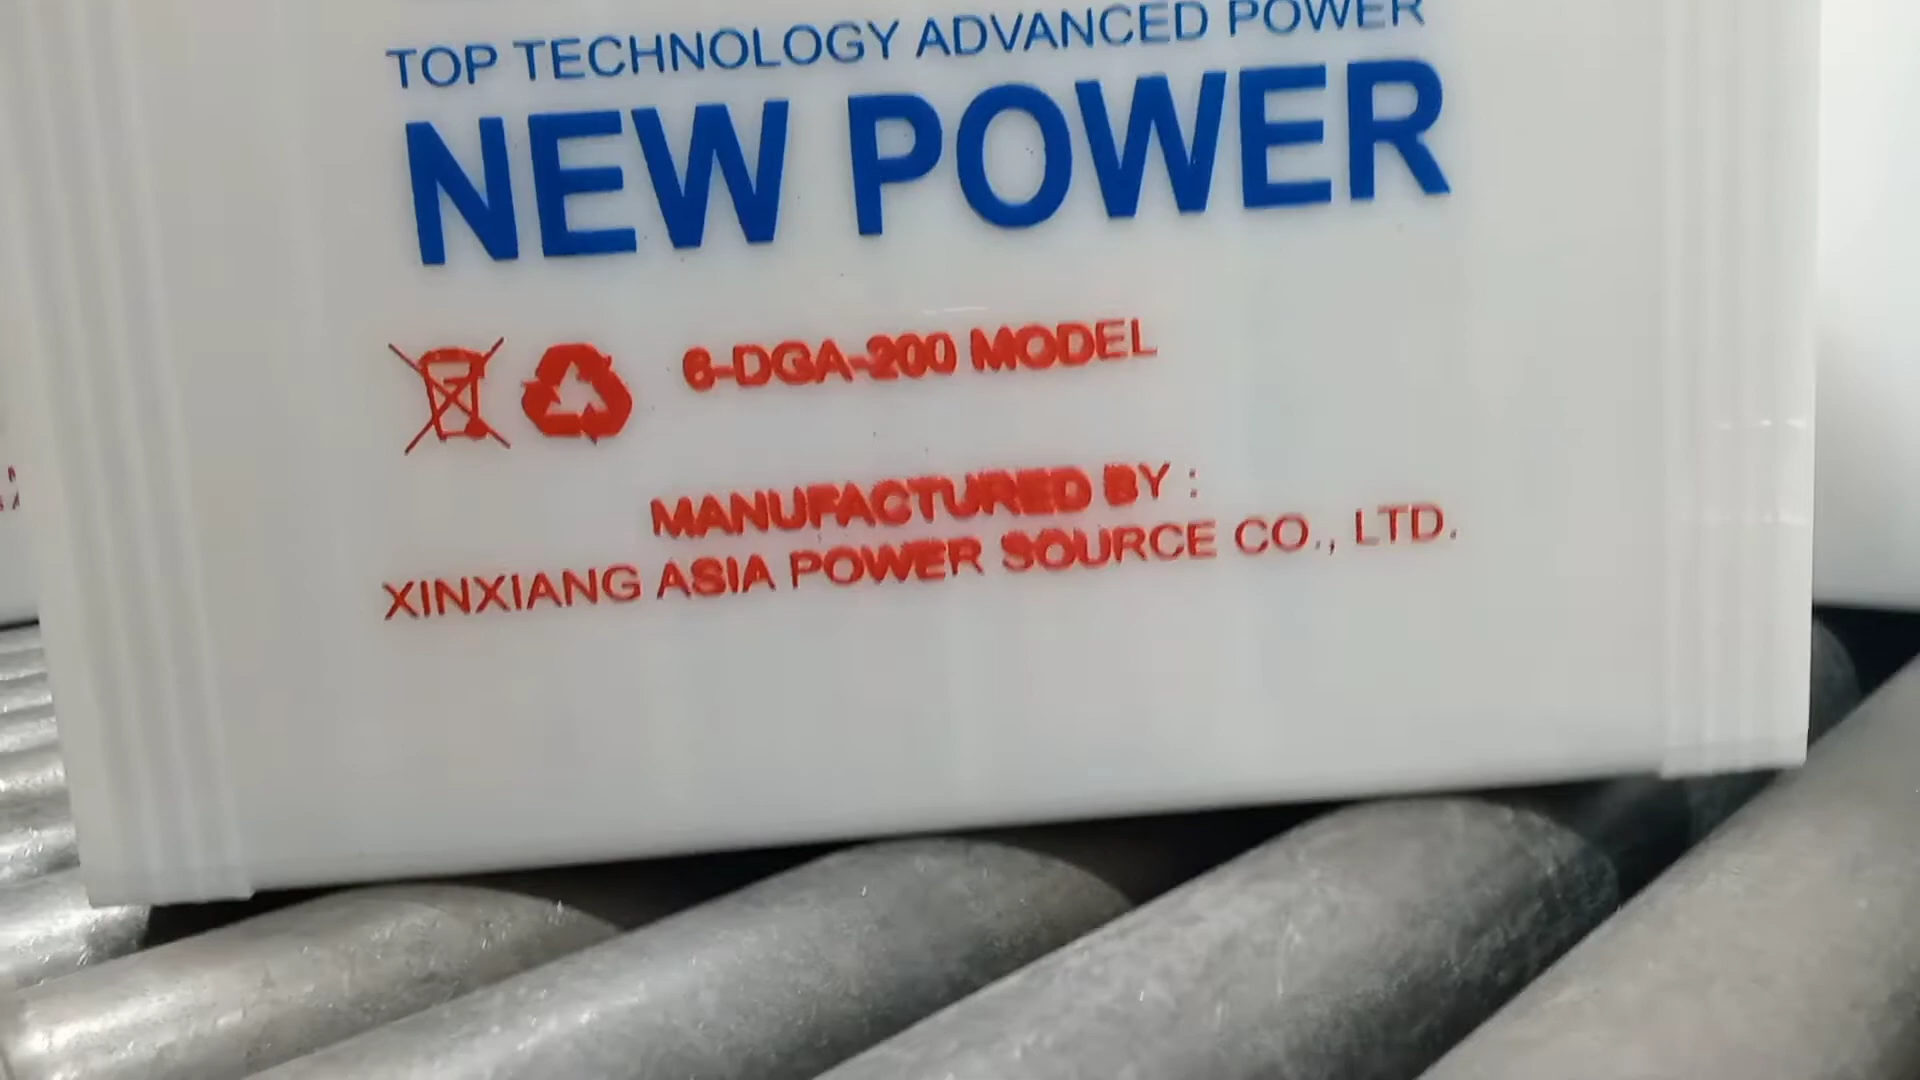 TOP TECHNOLOGY ADVANCED POWER
NEW POWER
6-DGA-200 MODEL
MANUFACTURED BY :
XINXIANG ASIA POWER SOURCE CO., LTD.